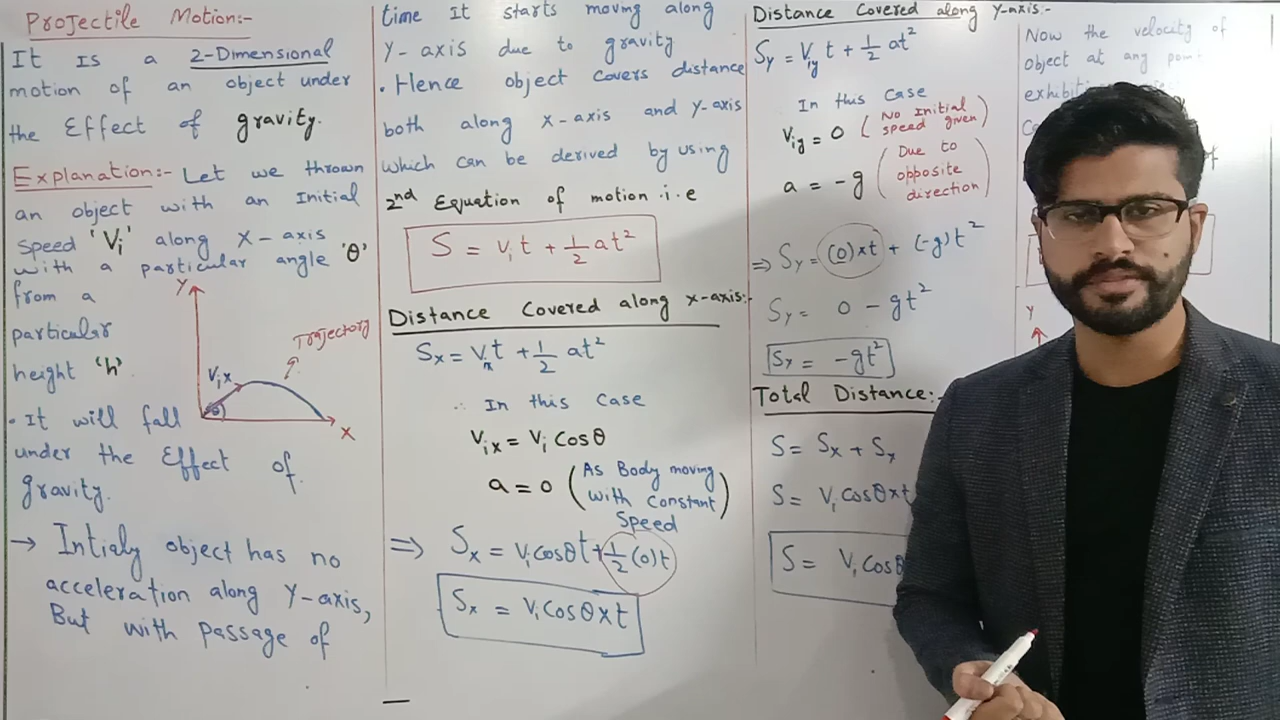 Projectile Motion:-
It Is a 2-Dimensional
motion of an object under
the Effect of gravity.
Explanation:- Let we thrown
an object with an Initial
Speed 'Vi' along X-axis
with a particular angle 'θ'
from a
particular
height 'h'
Y
Trajectory
Vix
θ
X
• It will fall
under the Effect of
gravity.
→ Intialy object has no
acceleration along Y-axis,
But with passage of
time It starts moving along
Y-axis due to gravity
• Hence object covers distance
both along X-axis and Y-axis
which can be derived by using
2nd Equation of motion i.e
S = Vit + 1/2 at²
Distance Covered along x-axis:-
Sx = Vixt + 1/2 at²
∴ In this Case
Vix = Vi Cosθ
a = 0 (As Body moving
with Constant
Speed)
⇒ Sx = Vi Cosθt + 1/2 (0)t
Sx = Vi Cosθ x t
Distance Covered along Y-axis:-
Sy = Viy t + 1/2 at²
In this Case
Viy = 0 (No Initial
speed given)
a = -g (Due to
opposite
direction)
⇒ Sy = (0)xt + (-g)t²
Sy = 0 - gt²
Sy = -gt²
Total Distance:-
S = Sx + Sy
S = Vi Cosθ x t
S = Vi Cosθ
Now the velocity of
object at any
of
Y